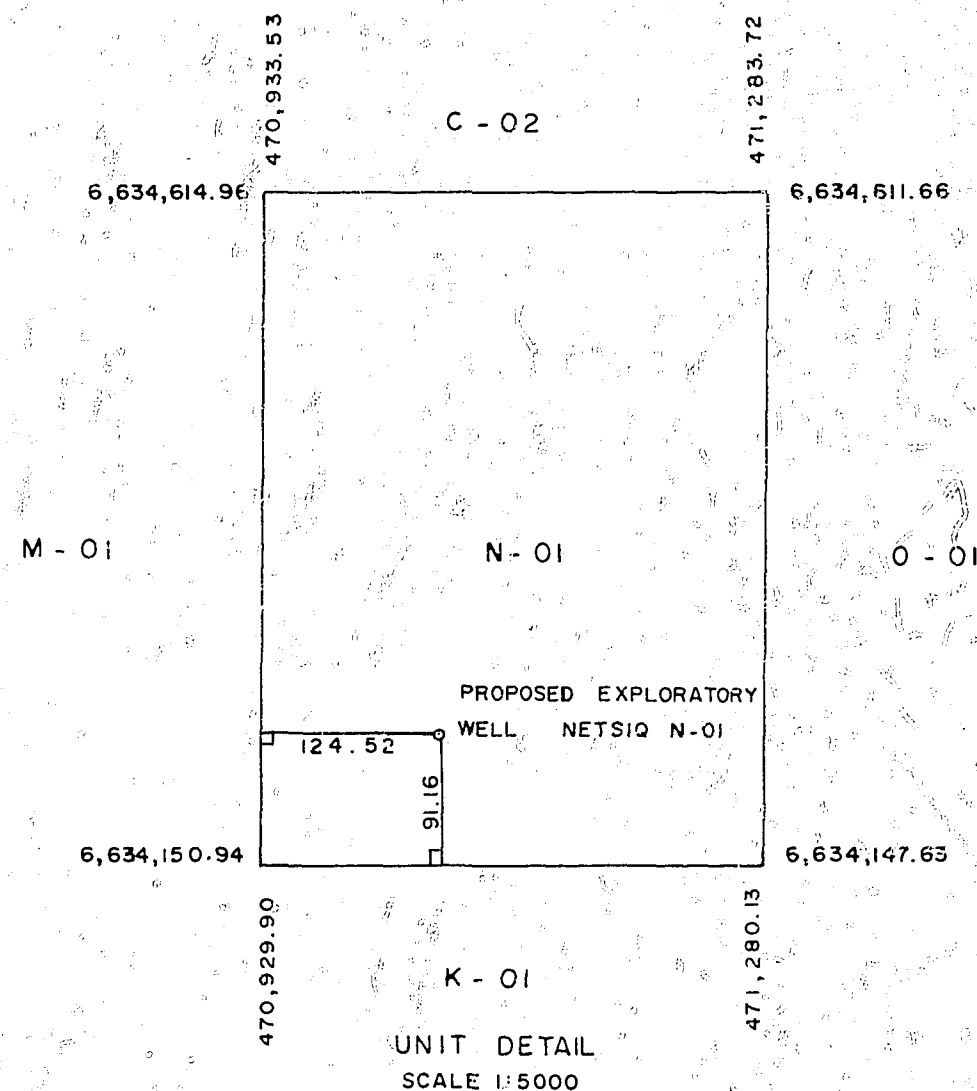 470,933.53
471,283.72
C - 02
6,634,614.96
6,634,611.66
M - 01
N - 01
O - 01
PROPOSED EXPLORATORY
WELL NETSIQ N-01
124.52
91.16
6,634,150.94
6,634,147.63
470,929.90
471,280.13
K - 01
UNIT DETAIL
SCALE 1:5000